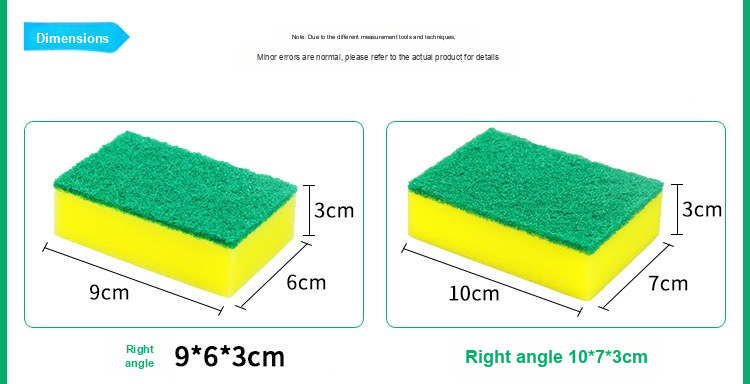 Dimensions
Note: Due to the different measurement tools and techniques,
Minor errors are normal, please refer to the actual product for details
3cm
6cm
9cm
3cm
7cm
10cm
Right
angle
9*6*3cm
Right angle 10*7*3cm